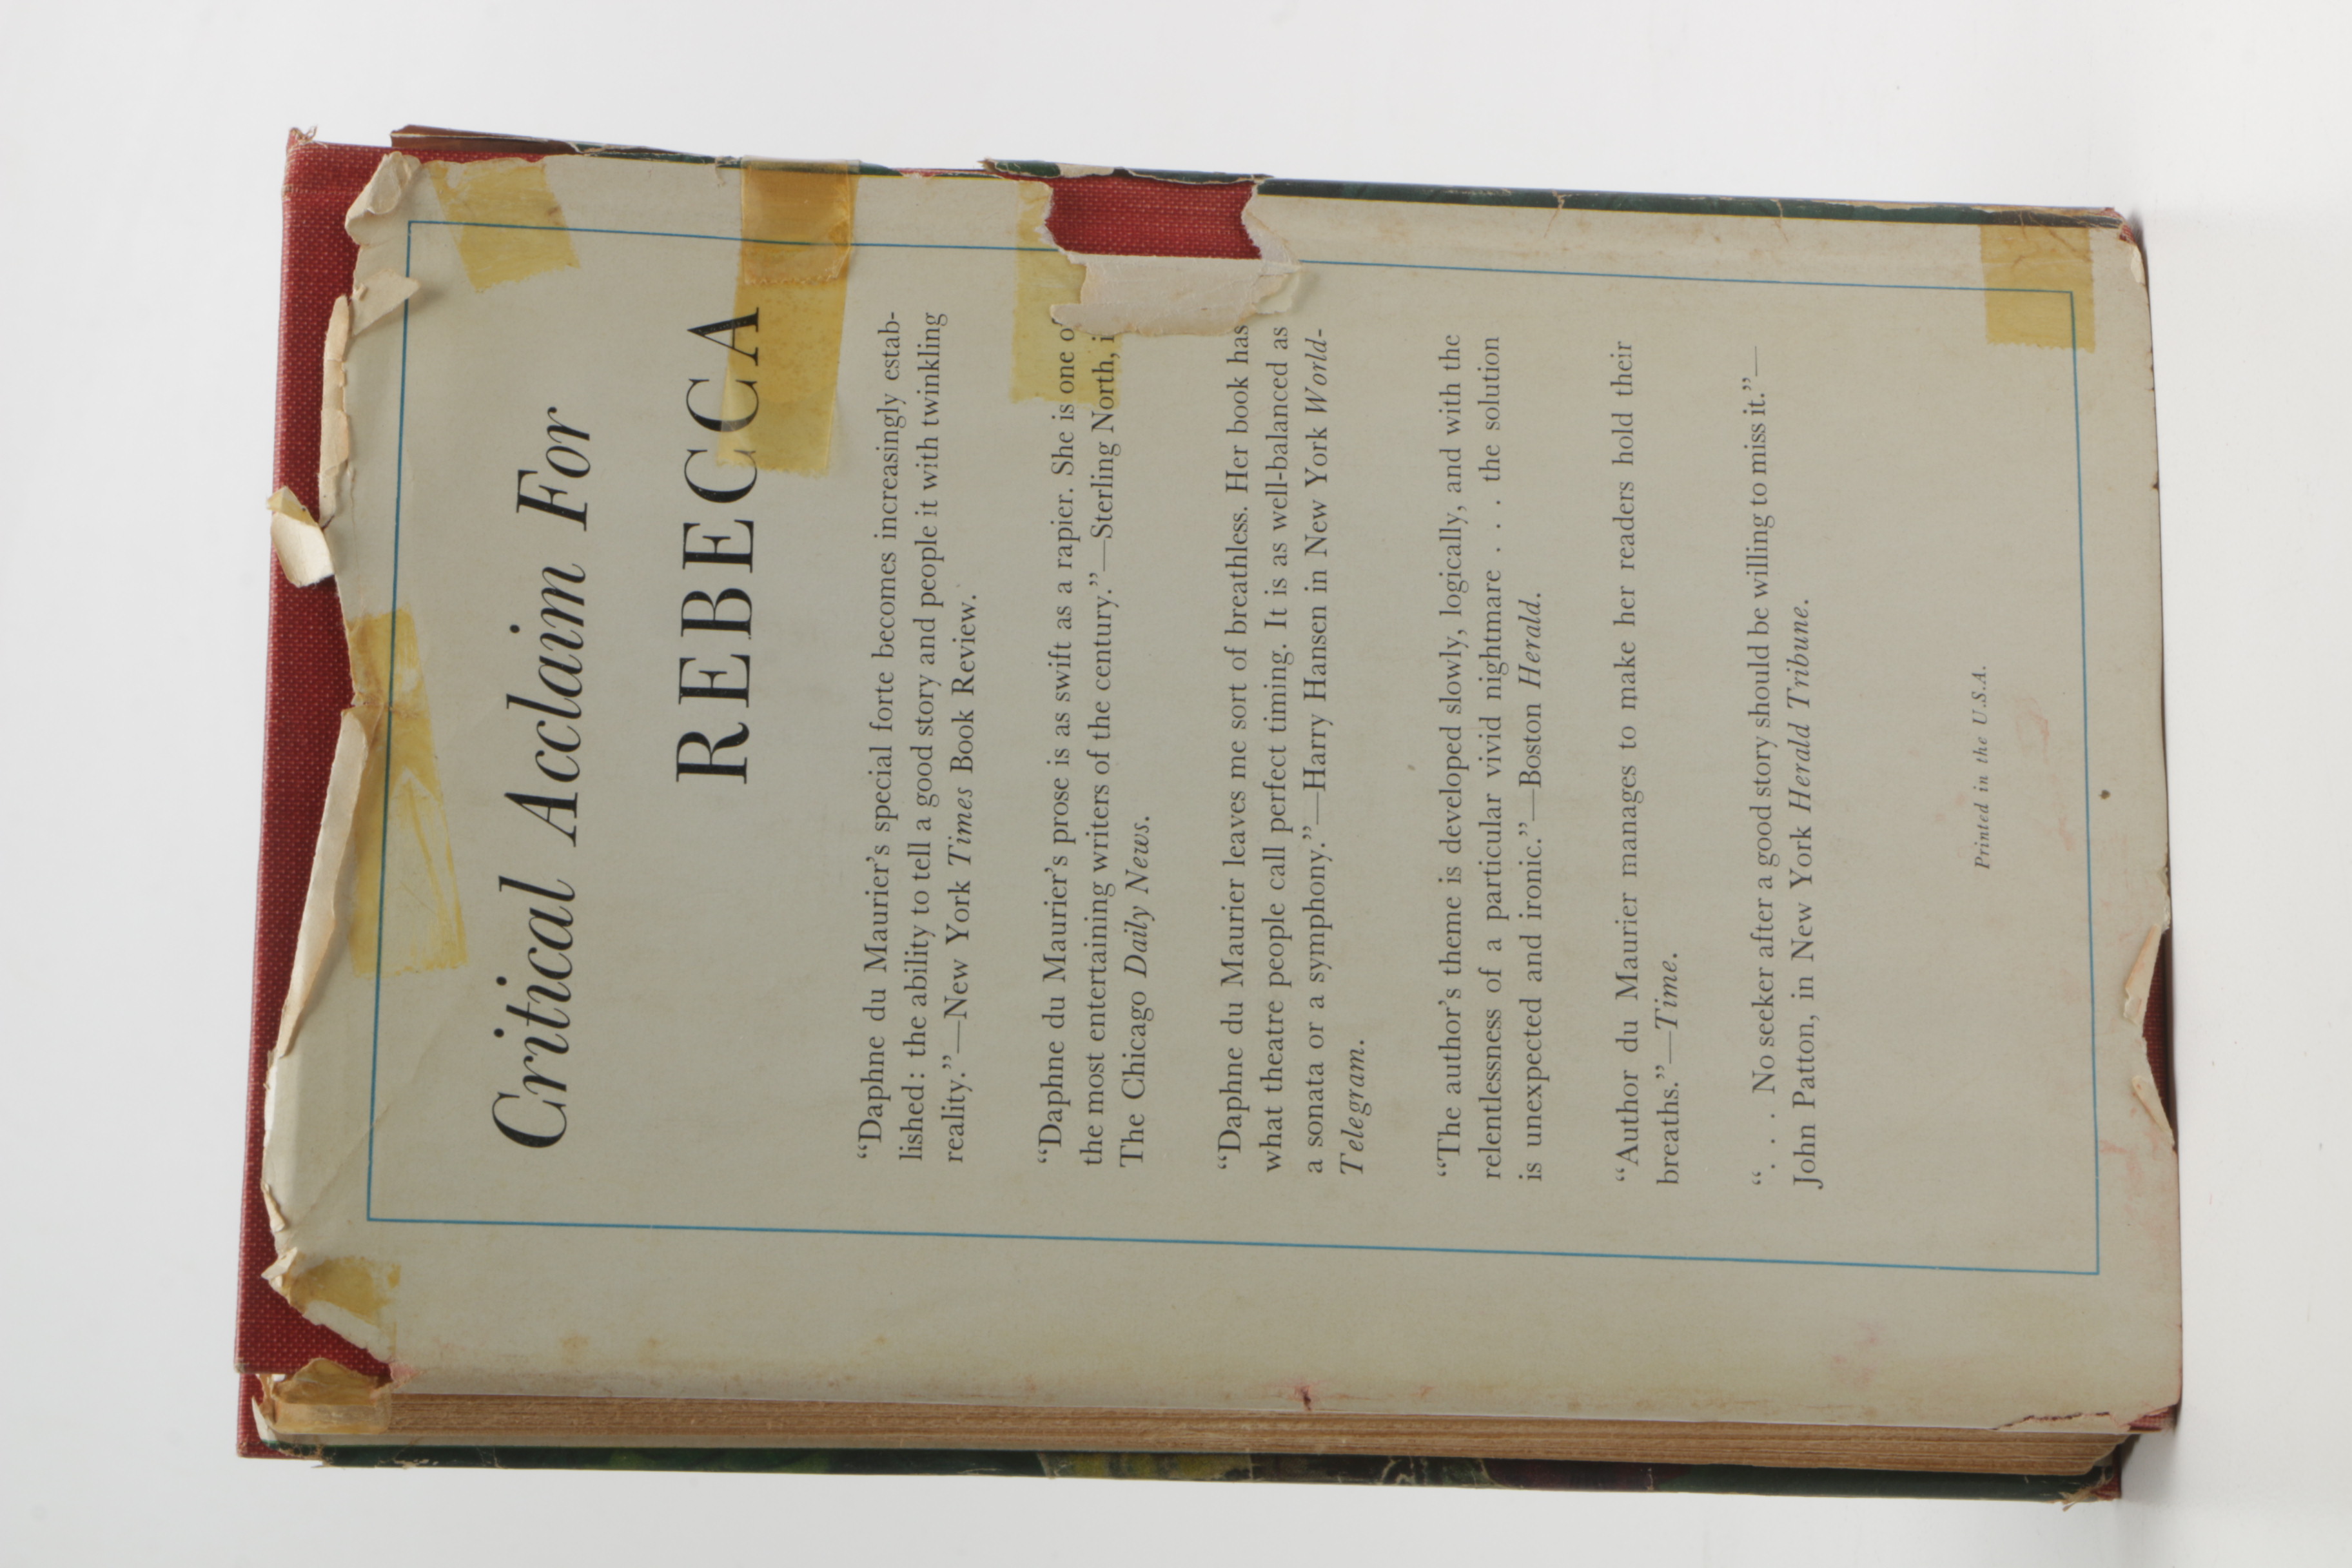 Critical Acclaim For
REBECCA
“Daphne du Maurier’s special forte becomes increasingly estab-
lished: the ability to tell a good story and people it with twinkling
reality.”—New York Times Book Review.
“Daphne du Maurier’s prose is as swift as a rapier. She is one
the most entertaining writers of the century.”—Sterling North,
The Chicago Daily News.
“Daphne du Maurier leaves me sort of breathless. Her book has
what theatre people call perfect timing. It is as well-balanced as
a sonata or a symphony.”—Harry Hansen in New York World-
Telegram.
“The author’s theme is developed slowly, logically, and with the
relentlessness of a particular vivid nightmare . . . the solution
is unexpected and ironic.”—Boston Herald.
“Author du Maurier manages to make her readers hold their
breaths.”—Time.
“. . . No seeker after a good story should be willing to miss it.”—
John Patton, in New York Herald Tribune.
Printed in the U.S.A.